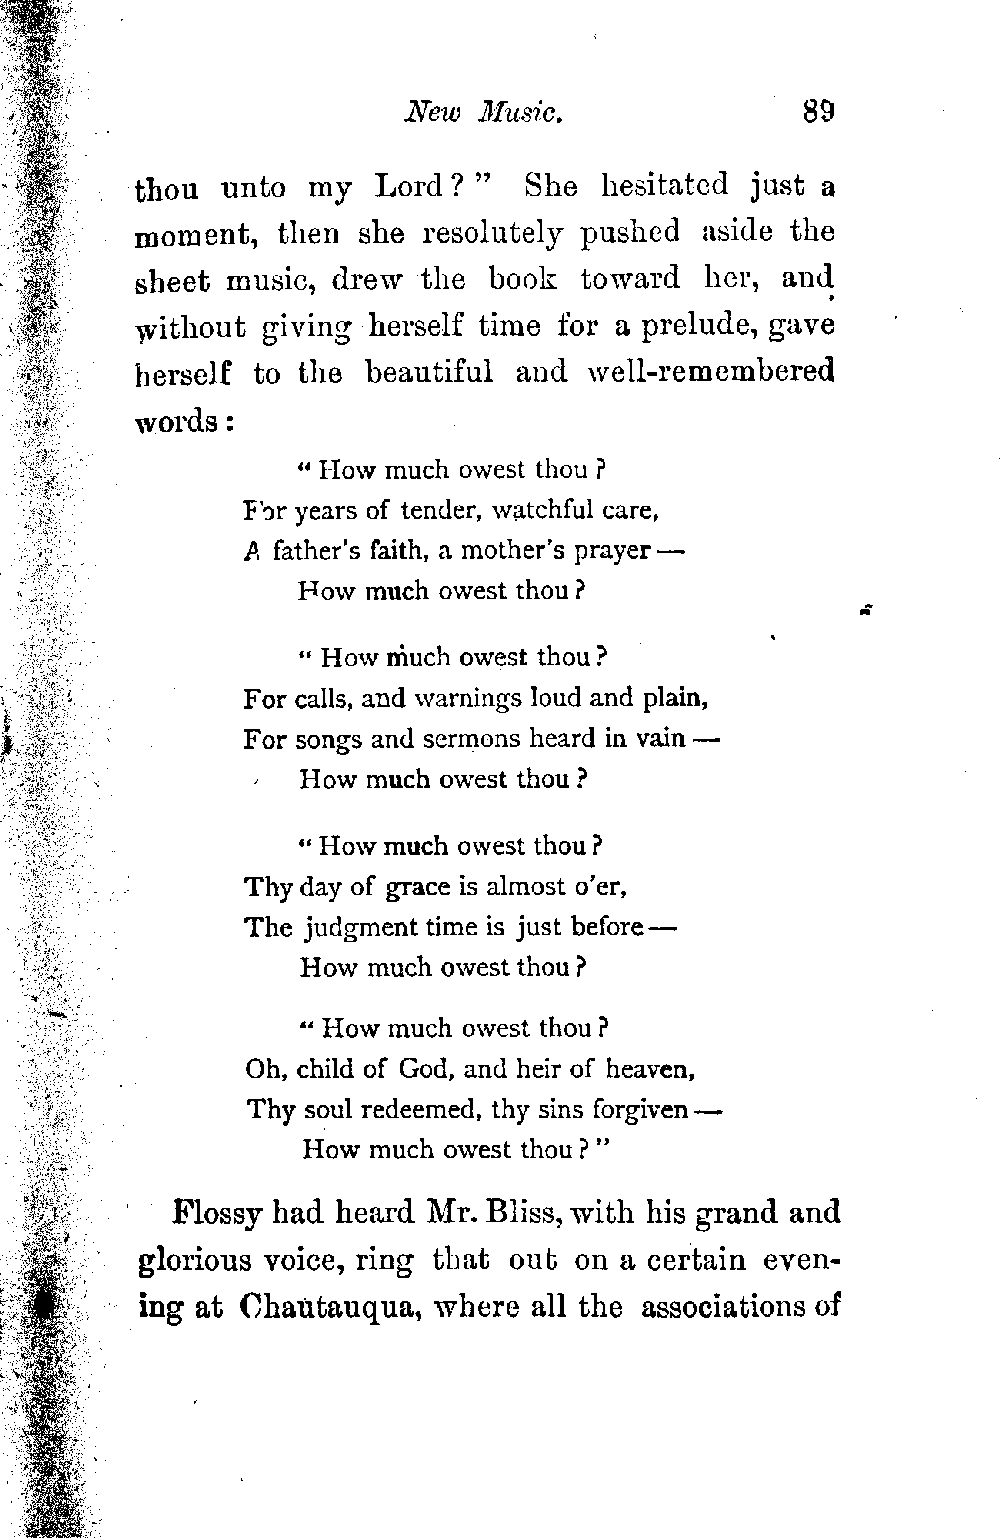 New Music. 89
thou unto my Lord?" She hesitated just a
moment, then she resolutely pushed aside the
sheet music, drew the book toward her, and
without giving herself time for a prelude, gave
herself to the beautiful and well-remembered
words:
"How much owest thou?
For years of tender, watchful care,
A father's faith, a mother's prayer—
How much owest thou?
"How much owest thou?
For calls, and warnings loud and plain,
For songs and sermons heard in vain—
How much owest thou?
"How much owest thou?
Thy day of grace is almost o'er,
The judgment time is just before—
How much owest thou?
"How much owest thou?
Oh, child of God, and heir of heaven,
Thy soul redeemed, thy sins forgiven—
How much owest thou?"
Flossy had heard Mr. Bliss, with his grand and
glorious voice, ring that out on a certain even-
ing at Chautauqua, where all the associations of